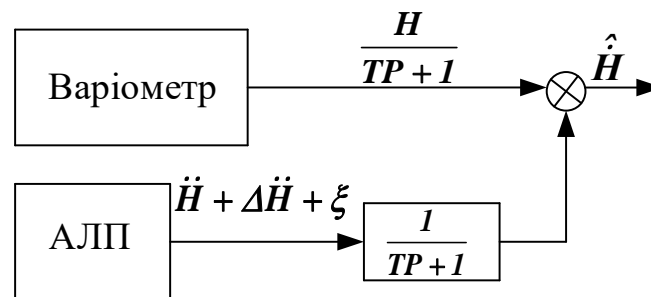 Варіометр
H
TP + 1
Ḣ̂
АЛП
Ḧ + ΔḦ + ξ
1
TP + 1